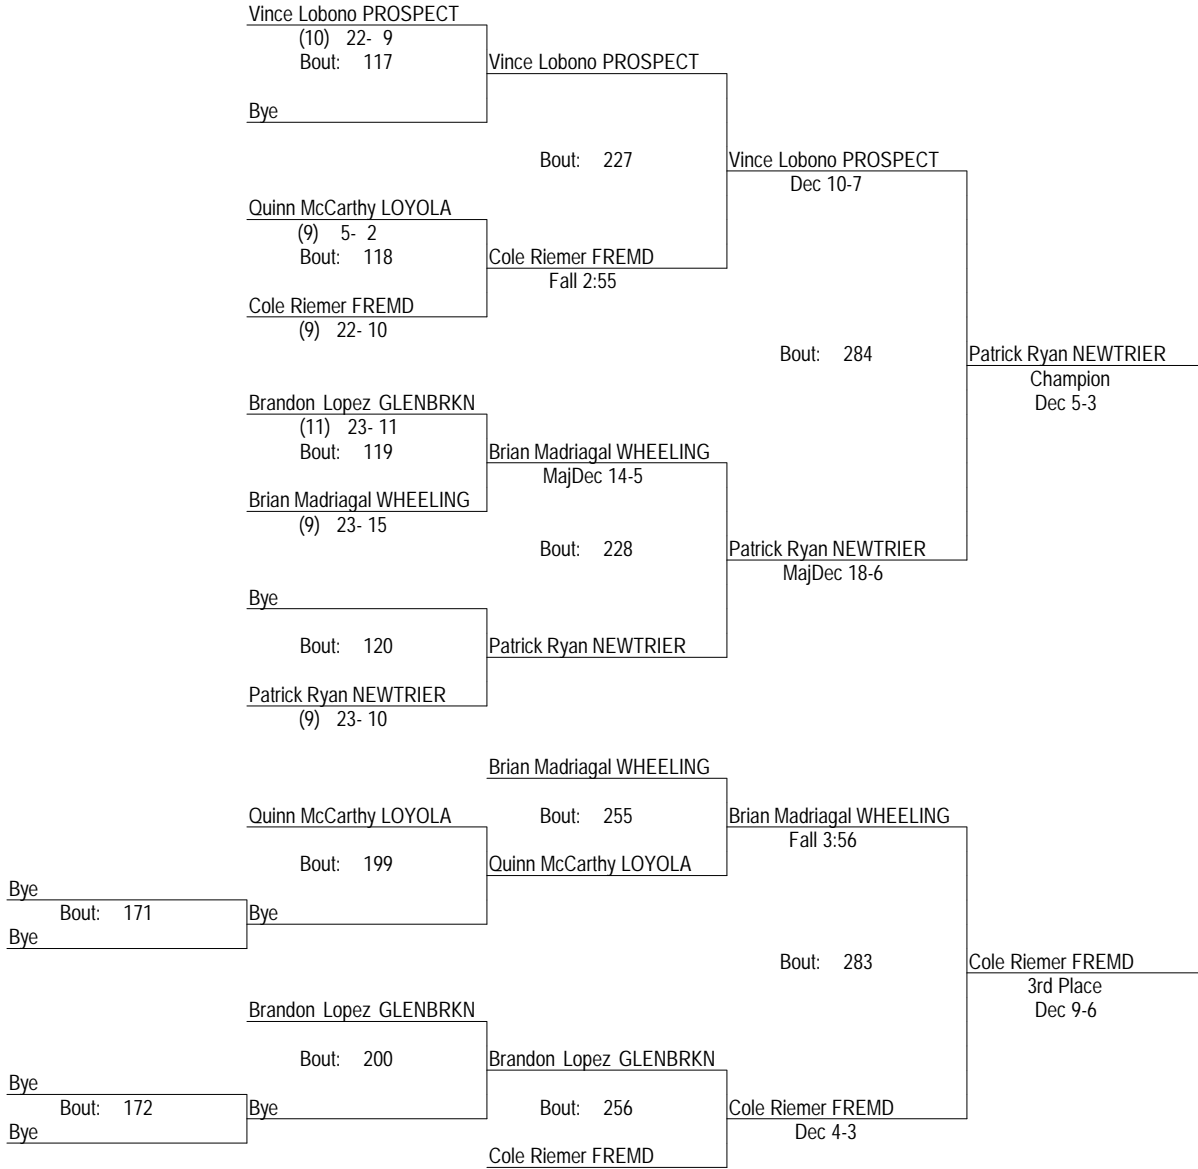 Vince Lobono PROSPECT
(10) 22- 9
Bout: 117
Vince Lobono PROSPECT
Bye
Bout: 227
Vince Lobono PROSPECT
Dec 10-7
Quinn McCarthy LOYOLA
(9) 5- 2
Bout: 118
Cole Riemer FREMD
Fall 2:55
Cole Riemer FREMD
(9) 22- 10
Bout: 284
Patrick Ryan NEWTRIER
Champion
Dec 5-3
Brandon Lopez GLENBRKN
(11) 23- 11
Bout: 119
Brian Madriagal WHEELING
MajDec 14-5
Brian Madriagal WHEELING
(9) 23- 15
Bout: 228
Patrick Ryan NEWTRIER
MajDec 18-6
Bye
Bout: 120
Patrick Ryan NEWTRIER
Patrick Ryan NEWTRIER
(9) 23- 10
Brian Madriagal WHEELING
Quinn McCarthy LOYOLA
Bout: 255
Brian Madriagal WHEELING
Fall 3:56
Bout: 199
Quinn McCarthy LOYOLA
Bye
Bout: 171
Bye
Bye
Bout: 283
Cole Riemer FREMD
3rd Place
Dec 9-6
Brandon Lopez GLENBRKN
Bout: 200
Brandon Lopez GLENBRKN
Bye
Bout: 172
Bye
Bye
Bout: 256
Cole Riemer FREMD
Dec 4-3
Cole Riemer FREMD